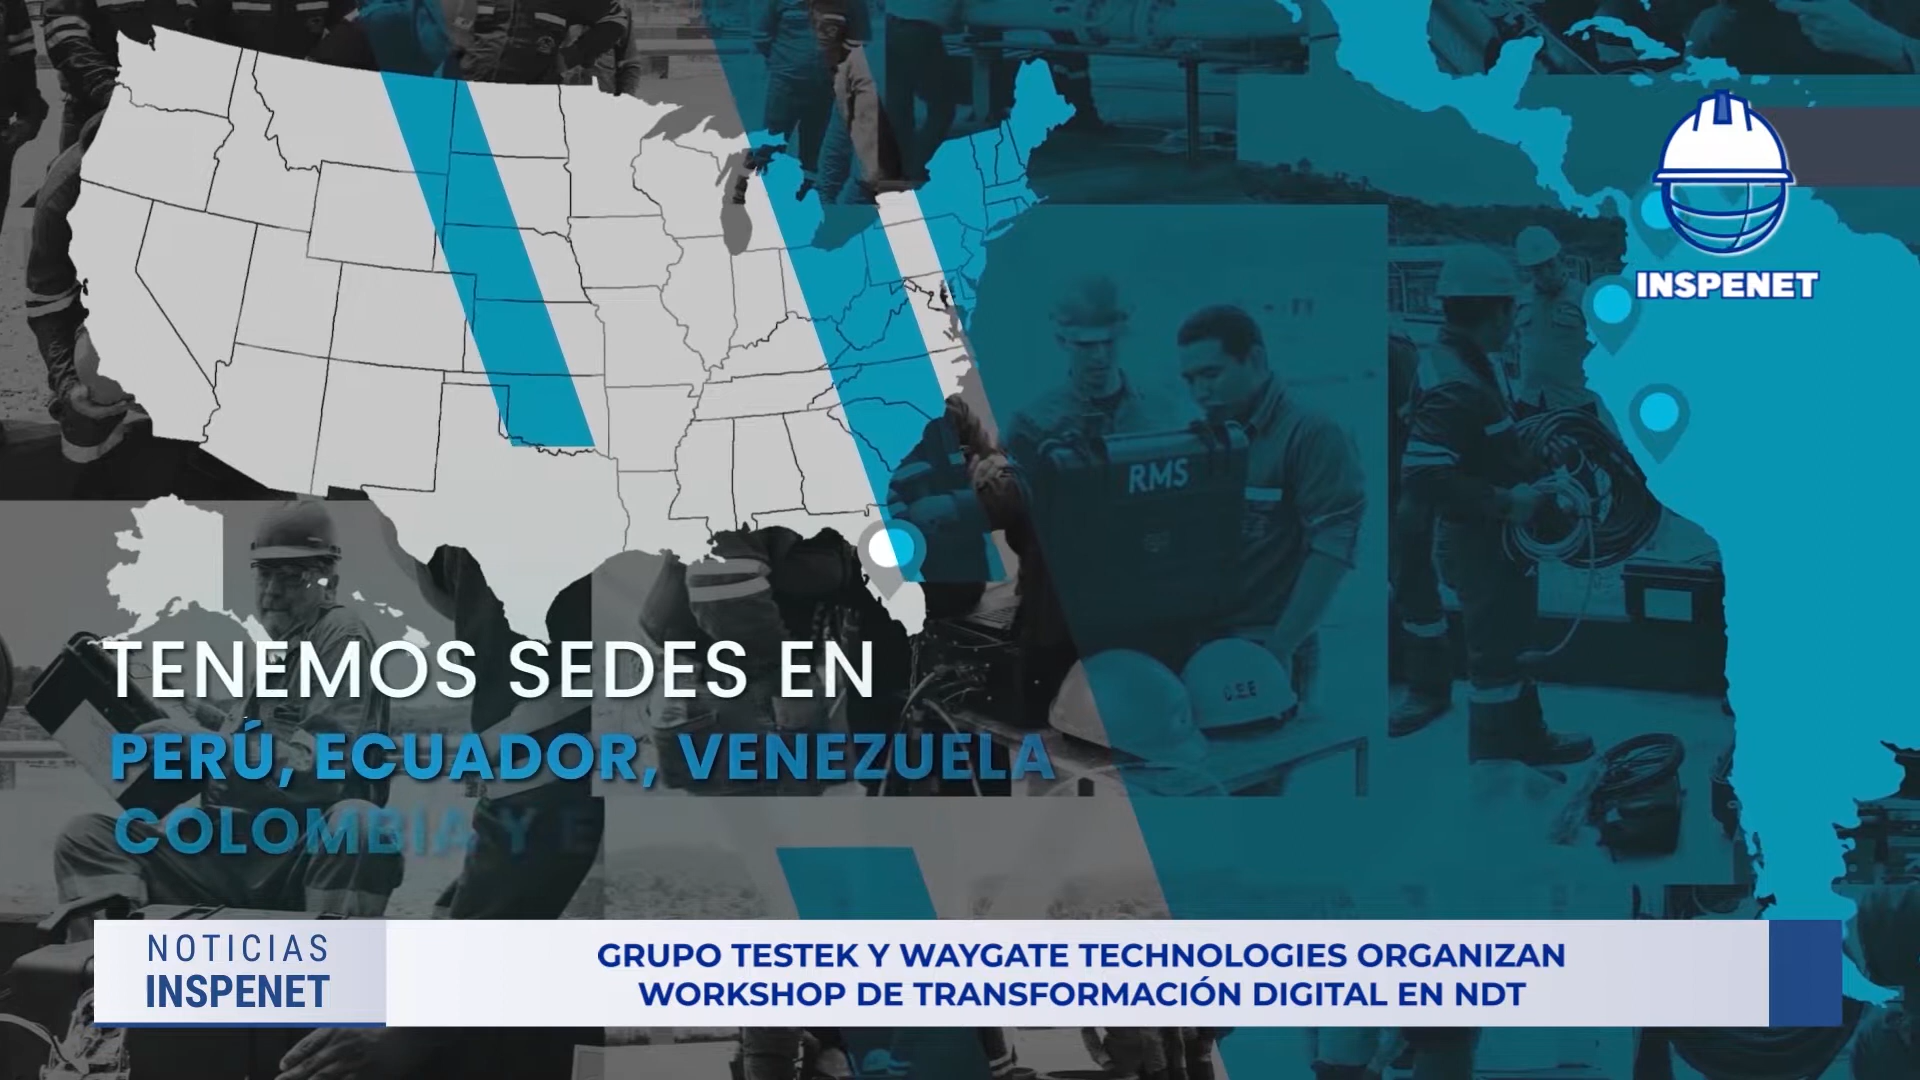 INSPENET
RMS
TENEMOS SEDES EN
PERÚ, ECUADOR, VENEZUELA
COLOMBIA Y E
NOTICIAS
INSPENET
GRUPO TESTEK Y WAYGATE TECHNOLOGIES ORGANIZAN
WORKSHOP DE TRANSFORMACIÓN DIGITAL EN NDT